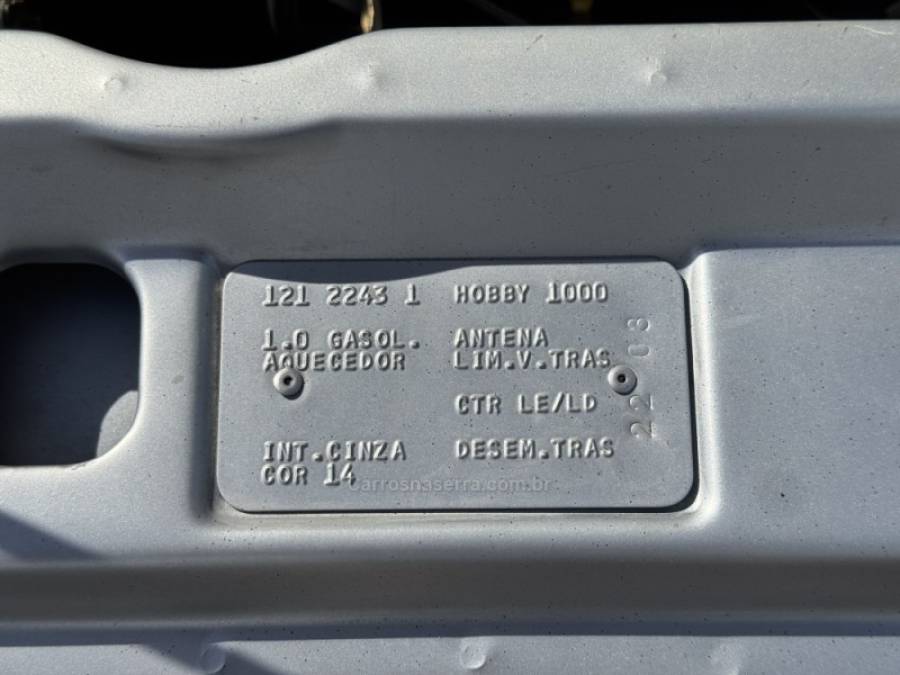 121 2243 1 HOBBY 1000
1.0 GASOL. ANTENA
AQUECEDOR LIM.V.TRAS
CTR LE/LD
INT.CINZA DESEM.TRAS
COR 14
22 03
carrosnaserra.com.br